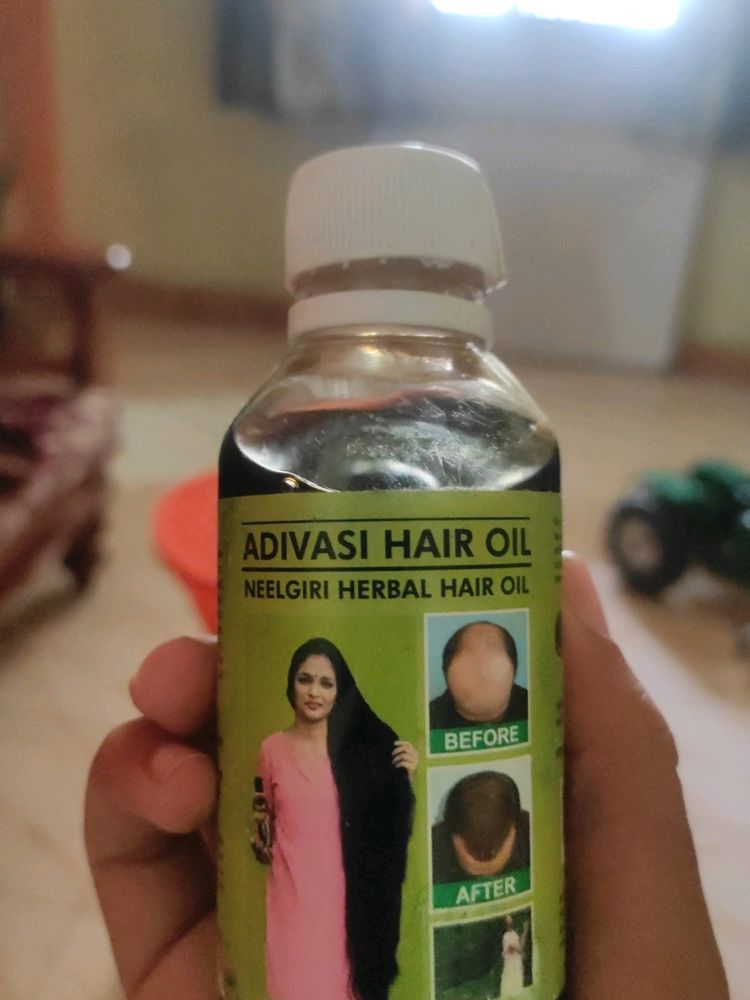 ADIVASI HAIR OIL
NEELGIRI HERBAL HAIR OIL
BEFORE
AFTER